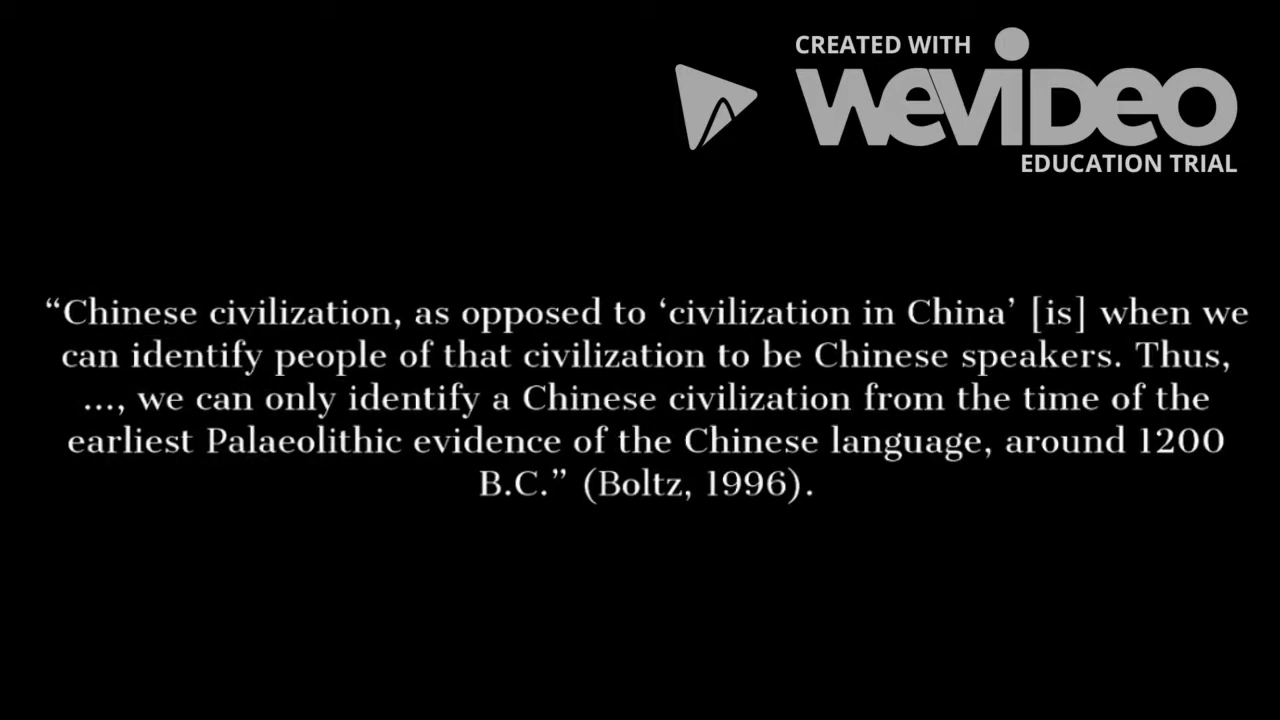 CREATED WITH
WEVIDEO
EDUCATION TRIAL
“Chinese civilization, as opposed to ‘civilization in China’ [is] when we
can identify people of that civilization to be Chinese speakers. Thus,
..., we can only identify a Chinese civilization from the time of the
earliest Palaeolithic evidence of the Chinese language, around 1200
B.C.” (Boltz, 1996).